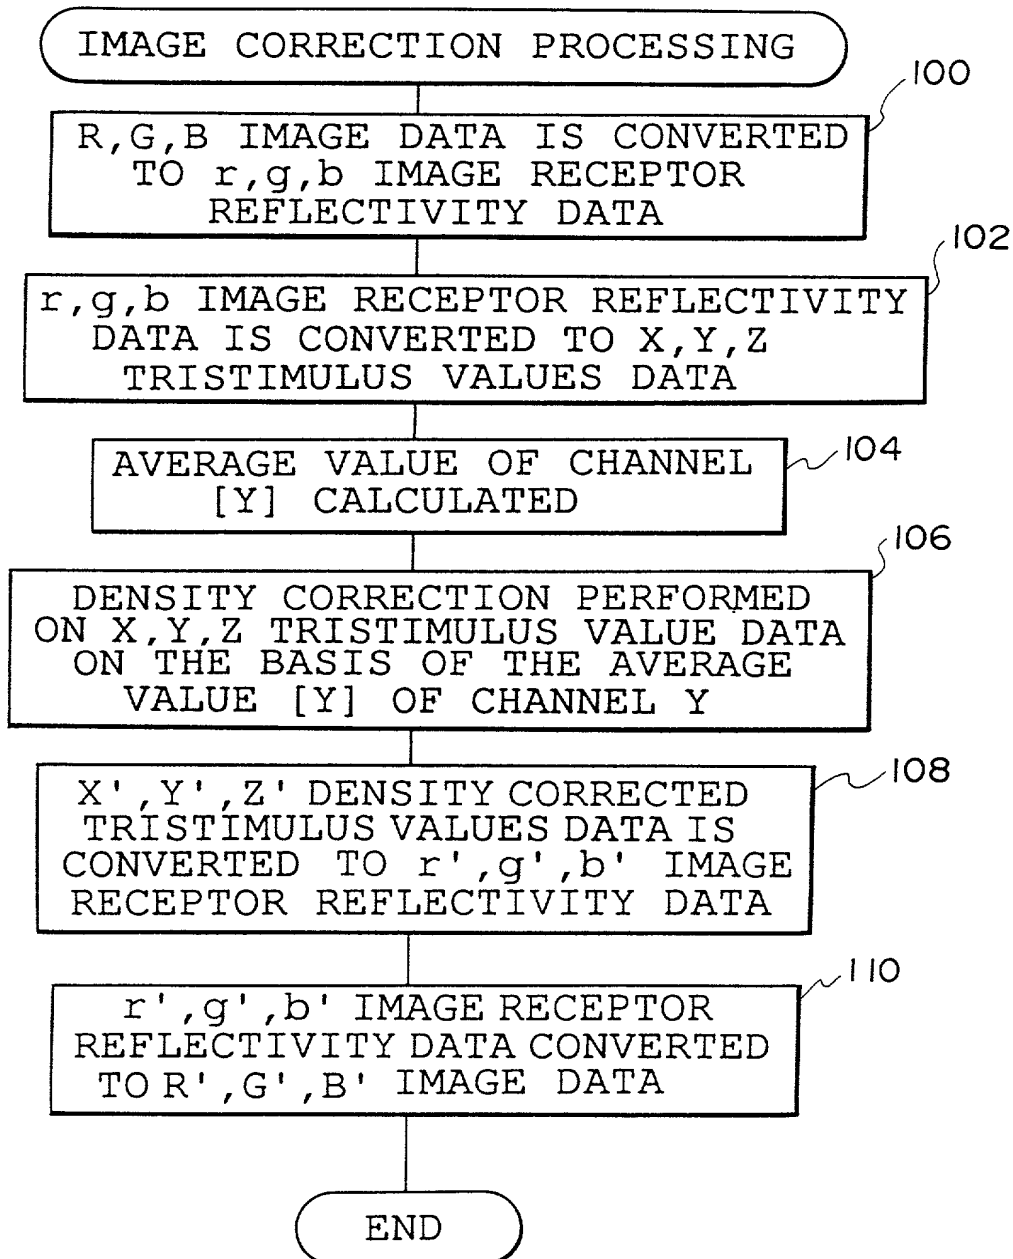 IMAGE CORRECTION PROCESSING
100
R,G,B IMAGE DATA IS CONVERTED
TO r,g,b IMAGE RECEPTOR
REFLECTIVITY DATA
102
r,g,b IMAGE RECEPTOR REFLECTIVITY
DATA IS CONVERTED TO X,Y,Z
TRISTIMULUS VALUES DATA
104
AVERAGE VALUE OF CHANNEL
[Y] CALCULATED
106
DENSITY CORRECTION PERFORMED
ON X,Y,Z TRISTIMULUS VALUE DATA
ON THE BASIS OF THE AVERAGE
VALUE [Y] OF CHANNEL Y
108
X',Y',Z' DENSITY CORRECTED
TRISTIMULUS VALUES DATA IS
CONVERTED TO r',g',b' IMAGE
RECEPTOR REFLECTIVITY DATA
110
r',g',b' IMAGE RECEPTOR
REFLECTIVITY DATA CONVERTED
TO R',G',B' IMAGE DATA
END